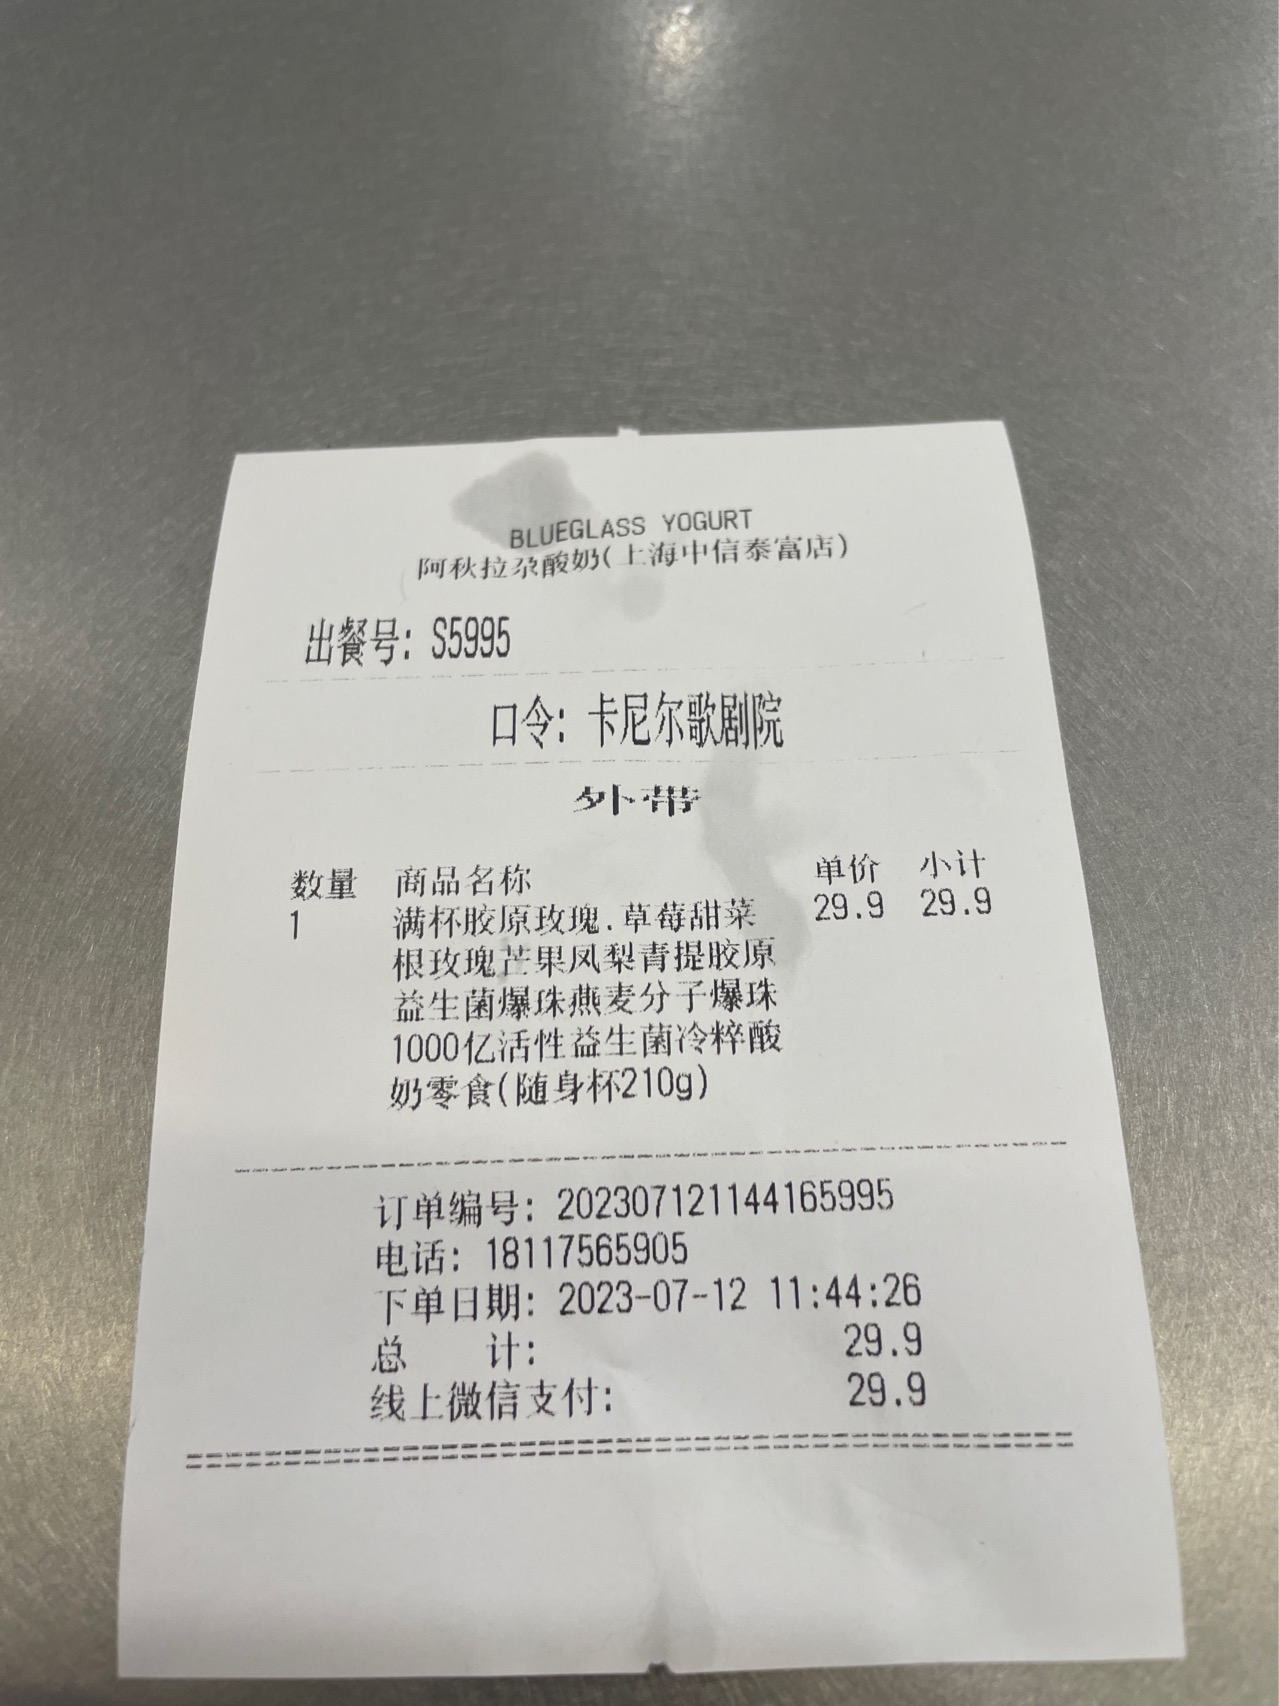 BLUEGLASS YOGURT
阿秋拉尕酸奶(上海中信泰富店)
出餐号: S5995
口令: 卡尼尔歌剧院
外带
数量 商品名称 单价 小计
1 满杯胶原玫瑰.草莓甜菜 29.9 29.9
根玫瑰芒果凤梨青提胶原
益生菌爆珠燕麦分子爆珠
1000亿活性益生菌冷粹酸
奶零食(随身杯210g)
订单编号: 202307121144165995
电话: 18117565905
下单日期: 2023-07-12 11:44:26
总 计: 29.9
线上微信支付: 29.9